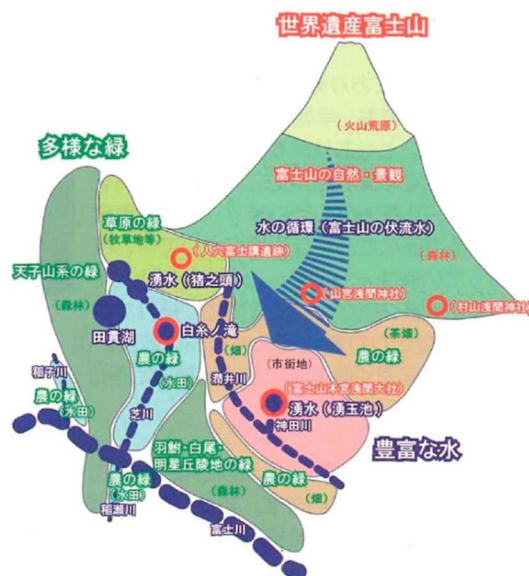 世界遺産富士山
(火山荒原)
多様な緑
富士山の自然・景観
草原の緑
(牧草地等)
(人穴富士講遺跡)
水の循環(富士山の伏流水)
(森林)
天子山系の緑
湧水(猪之頭)
(山宮浅間神社)
(村山浅間神社)
(森林)
田貫湖
白糸ノ滝
(畑)
(茶畑)
農の緑
(水田)
(市街地)
農の緑
稲子川
農の緑
(水田)
芝川
潤井川
(富士山本宮浅間大社)
湧水(湧玉池)
神田川
豊富な水
羽鮒・白尾・
明星丘陵地の緑
(森林)
農の緑
(水田)
農の緑
(畑)
稲瀬川
富士川